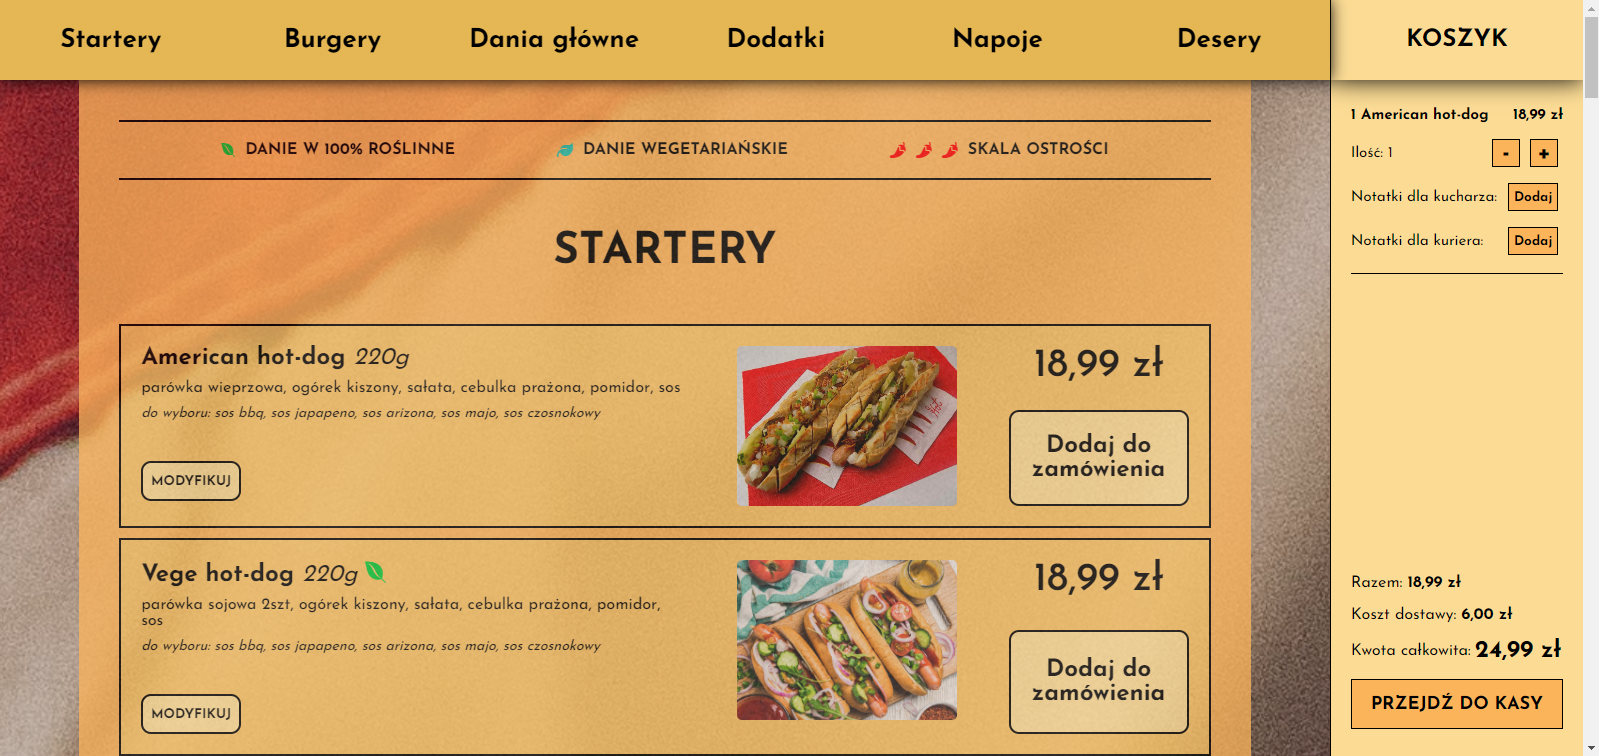 Startery
Burgery
Dania główne
Dodatki
Napoje
Desery
KOSZYK
DANIE W 100% ROŚLINNE
DANIE WEGETARIAŃSKIE
SKALA OSTROŚCI
STARTERY
American hot-dog 220g
parówka wieprzowa, ogórek kiszony, sałata, cebulka prażona, pomidor, sos
do wyboru: sos bbq, sos japapeno, sos arizona, sos majo, sos czosnokowy
MODYFIKUJ
18,99 zł
Dodaj do
zamówienia
Vege hot-dog 220g
parówka sojowa 2szt, ogórek kiszony, sałata, cebulka prażona, pomidor,
sos
do wyboru: sos bbq, sos japapeno, sos arizona, sos majo, sos czosnokowy
MODYFIKUJ
18,99 zł
Dodaj do
zamówienia
1 American hot-dog 18,99 zł
Ilość: 1 - +
Notatki dla kucharza: Dodaj
Notatki dla kuriera: Dodaj
Razem: 18,99 zł
Koszt dostawy: 6,00 zł
Kwota całkowita: 24,99 zł
PRZEJDŹ DO KASY